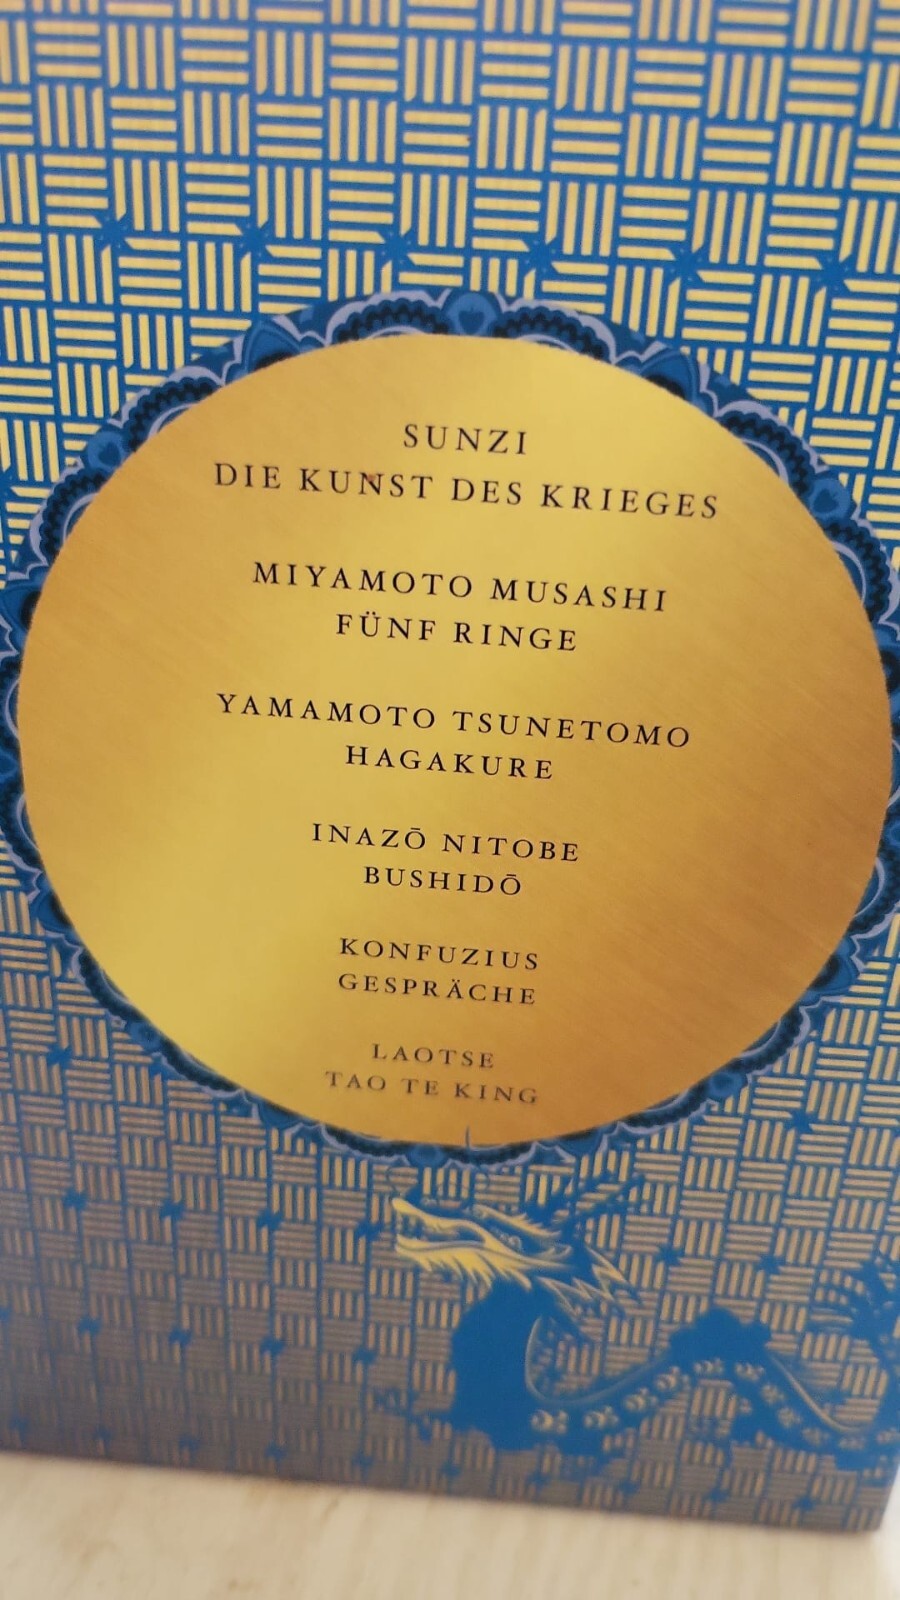 SUNZI
DIE KUNST DES KRIEGES
MIYAMOTO MUSASHI
FÜNF RINGE
YAMAMOTO TSUNETOMO
HAGAKURE
INAZŌ NITOBE
BUSHIDŌ
KONFUZIUS
GESPRÄCHE
LAOTSE
TAO TE KING